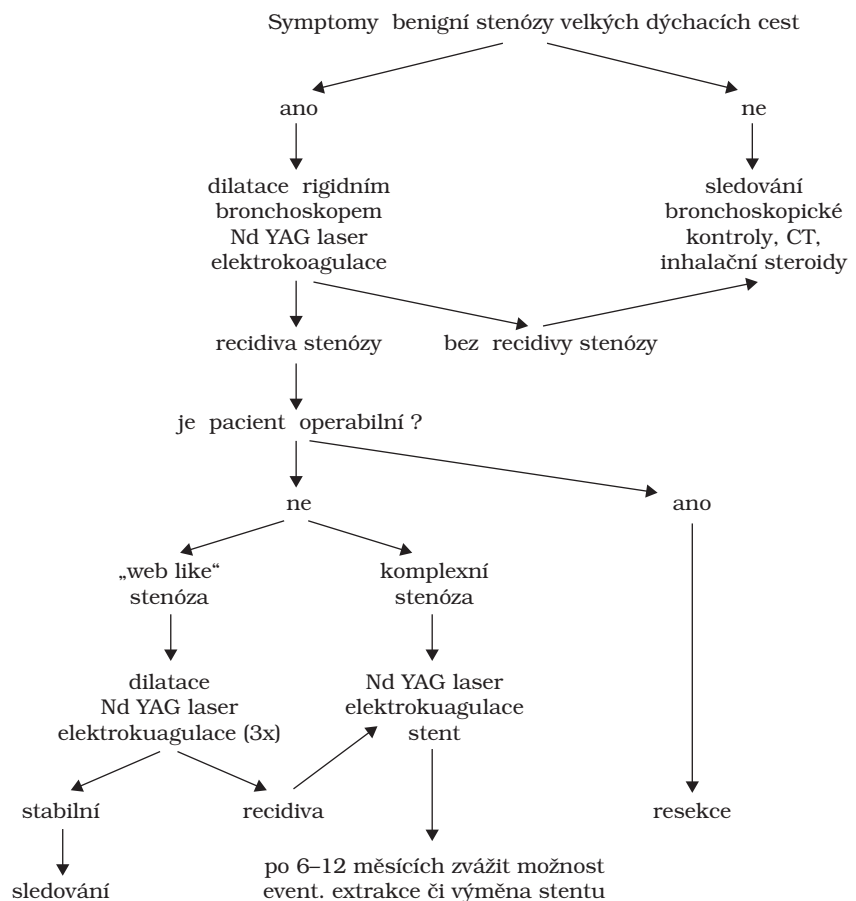 Symptomy benigní stenózy velkých dýchacích cest
ano
ne
dilatace rigidním
bronchoskopem
Nd YAG laser
elektrokoagulace
sledování
bronchoskopické
kontroly, CT,
inhalační steroidy
recidiva stenózy
bez recidivy stenózy
je pacient operabilní ?
ne
ano
„web like“
stenóza
komplexní
stenóza
dilatace
Nd YAG laser
elektrokuagulace (3x)
Nd YAG laser
elektrokuagulace
stent
stabilní
recidiva
resekce
sledování
po 6–12 měsících zvážit možnost
event. extrakce či výměna stentu